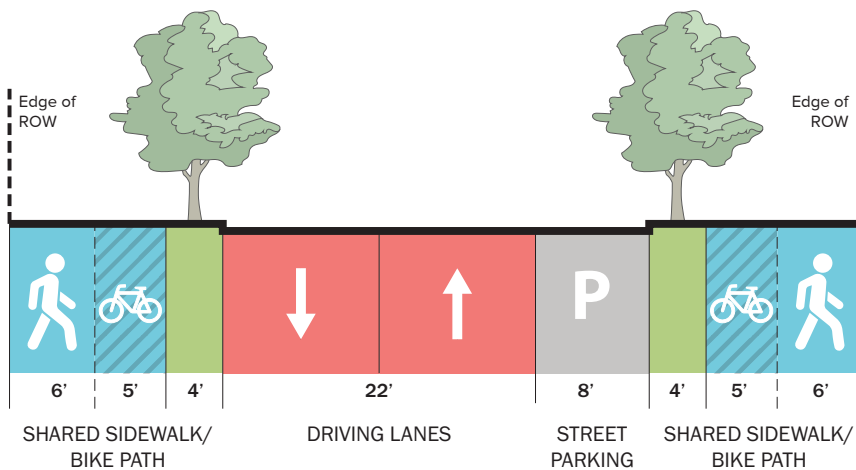 Edge of
ROW
Edge of
ROW
P
6’ 5’ 4’ 22’ 8’ 4’ 5’ 6’
SHARED SIDEWALK/
BIKE PATH
DRIVING LANES
STREET
PARKING
SHARED SIDEWALK/
BIKE PATH